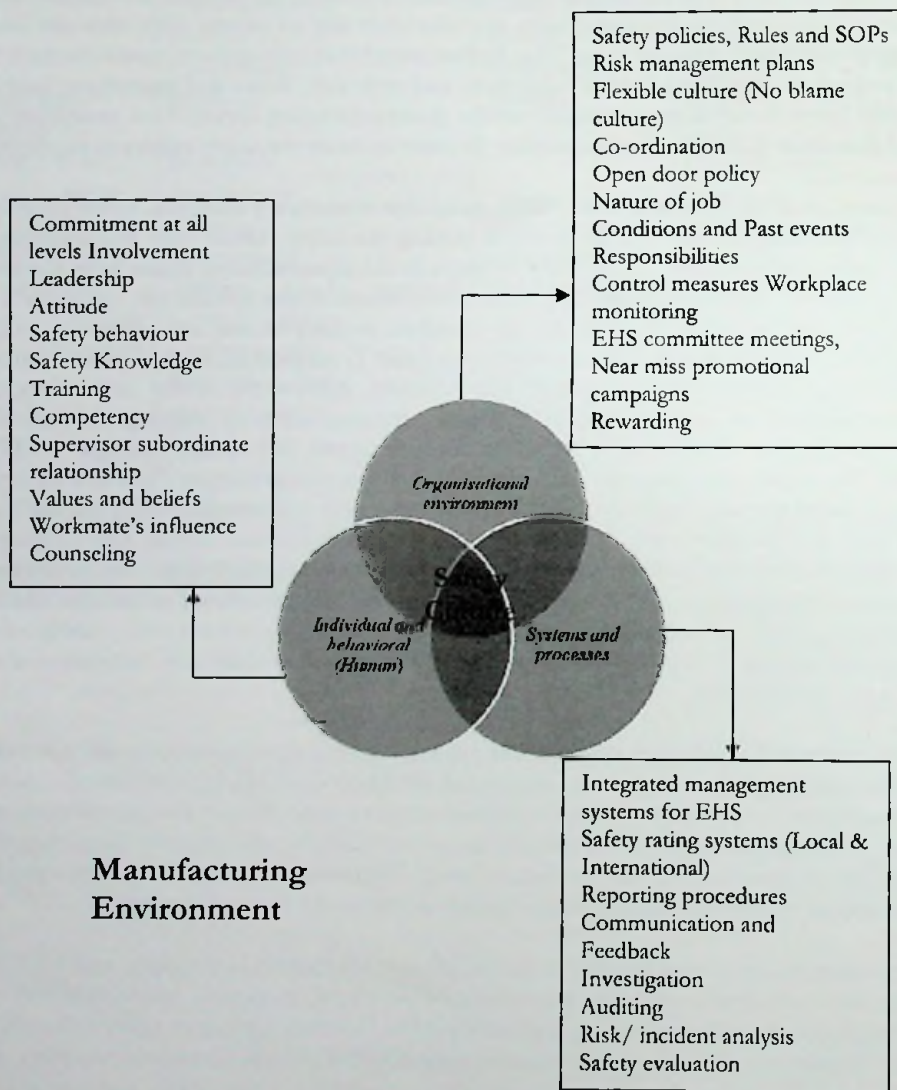 Safety policies, Rules and SOPs
Risk management plans
Flexible culture (No blame
culture)
Co-ordination
Open door policy
Nature of job
Conditions and Past events
Responsibilities
Control measures Workplace
monitoring
EHS committee meetings,
Near miss promotional
campaigns
Rewarding
Commitment at all
levels Involvement
Leadership
Attitude
Safety behaviour
Safety Knowledge
Training
Competency
Supervisor subordinate
relationship
Values and beliefs
Workmate's influence
Counseling
Organisational
environment
Safety
Individual and
behavioral
(Human)
Systems and
processes
Manufacturing
Environment
Integrated management
systems for EHS
Safety rating systems (Local &
International)
Reporting procedures
Communication and
Feedback
Investigation
Auditing
Risk/ incident analysis
Safety evaluation